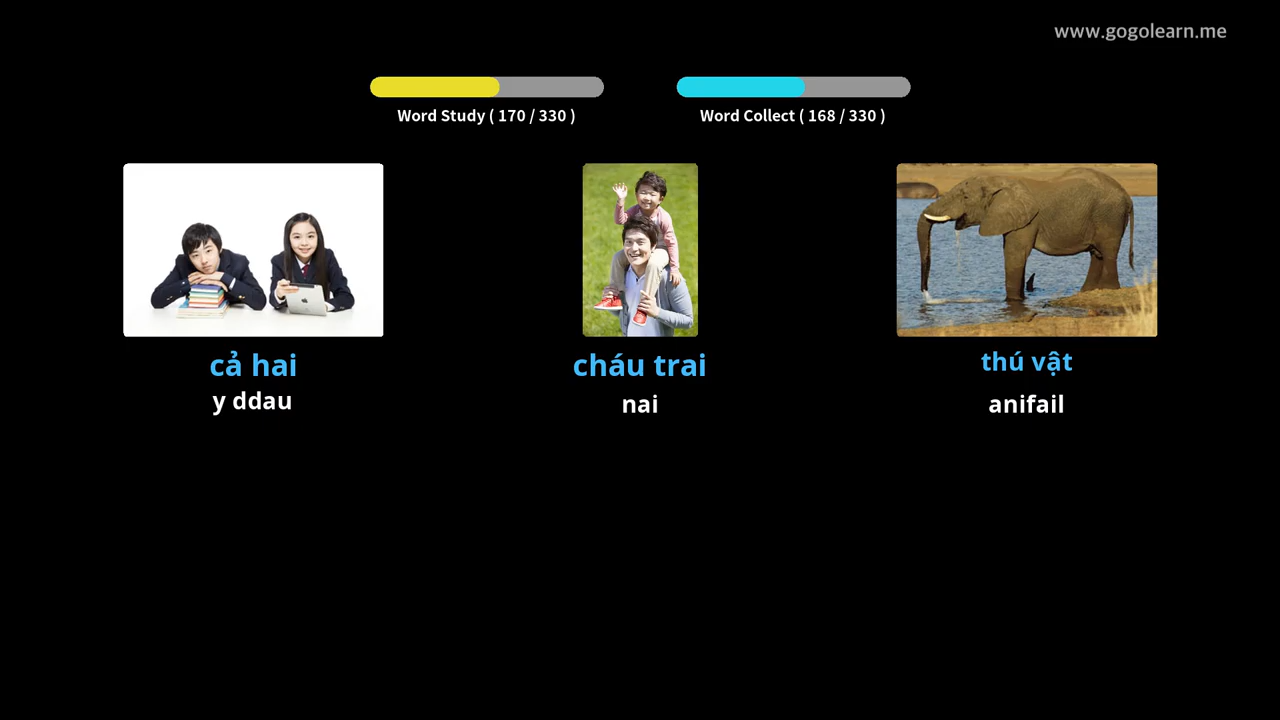 www.gogolearn.me
Word Study ( 170 / 330 )
Word Collect ( 168 / 330 )
cả hai
y ddau
cháu trai
nai
thú vật
anifail